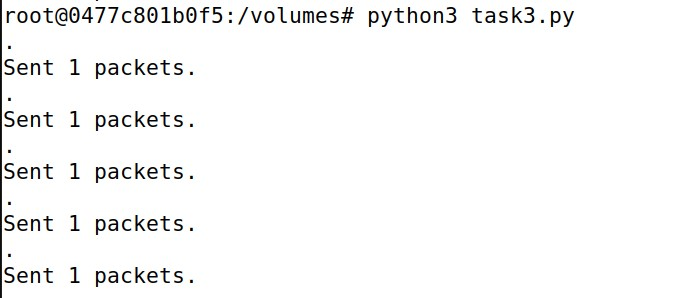 root@0477c801b0f5:/volumes# python3 task3.py
.
Sent 1 packets.
.
Sent 1 packets.
.
Sent 1 packets.
.
Sent 1 packets.
.
Sent 1 packets.